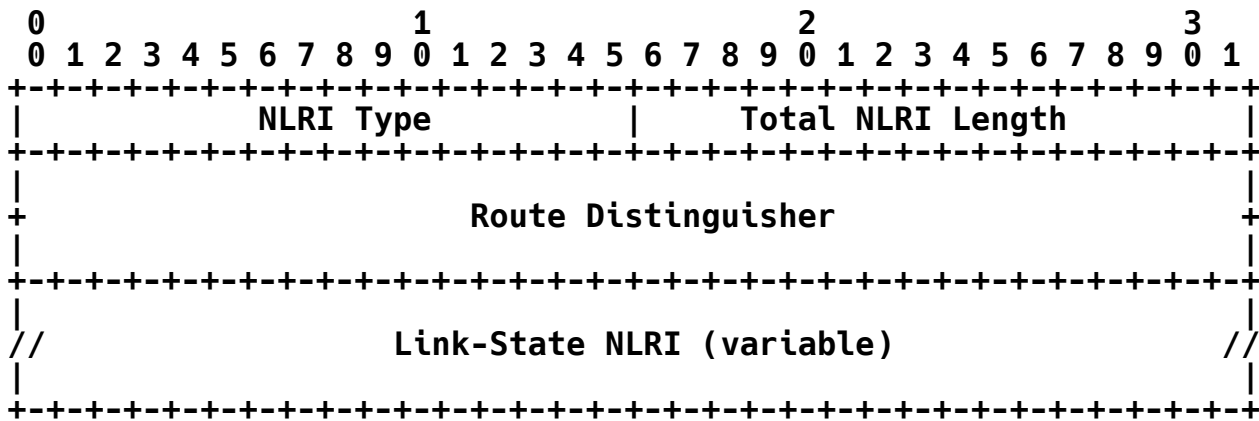 0                   1                   2                   3
 0 1 2 3 4 5 6 7 8 9 0 1 2 3 4 5 6 7 8 9 0 1 2 3 4 5 6 7 8 9 0 1
+-+-+-+-+-+-+-+-+-+-+-+-+-+-+-+-+-+-+-+-+-+-+-+-+-+-+-+-+-+-+-+-+
|            NLRI Type          |     Total NLRI Length         |
+-+-+-+-+-+-+-+-+-+-+-+-+-+-+-+-+-+-+-+-+-+-+-+-+-+-+-+-+-+-+-+-+
|                                                               |
+                       Route Distinguisher                     +
|                                                               |
+-+-+-+-+-+-+-+-+-+-+-+-+-+-+-+-+-+-+-+-+-+-+-+-+-+-+-+-+-+-+-+-+
|                                                               |
//                  Link-State NLRI (variable)                 //
|                                                               |
+-+-+-+-+-+-+-+-+-+-+-+-+-+-+-+-+-+-+-+-+-+-+-+-+-+-+-+-+-+-+-+-+